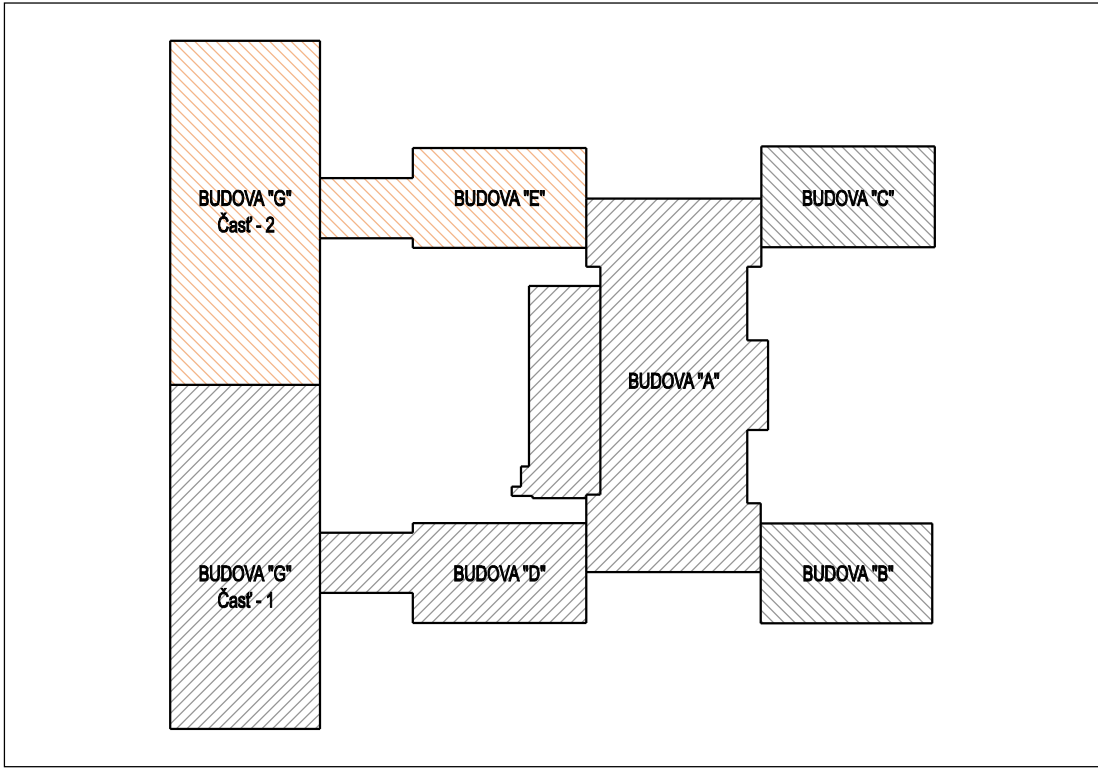 BUDOVA "G"
Časť - 2
BUDOVA "E"
BUDOVA "C"
BUDOVA "A"
BUDOVA "G"
Časť - 1
BUDOVA "D"
BUDOVA "B"